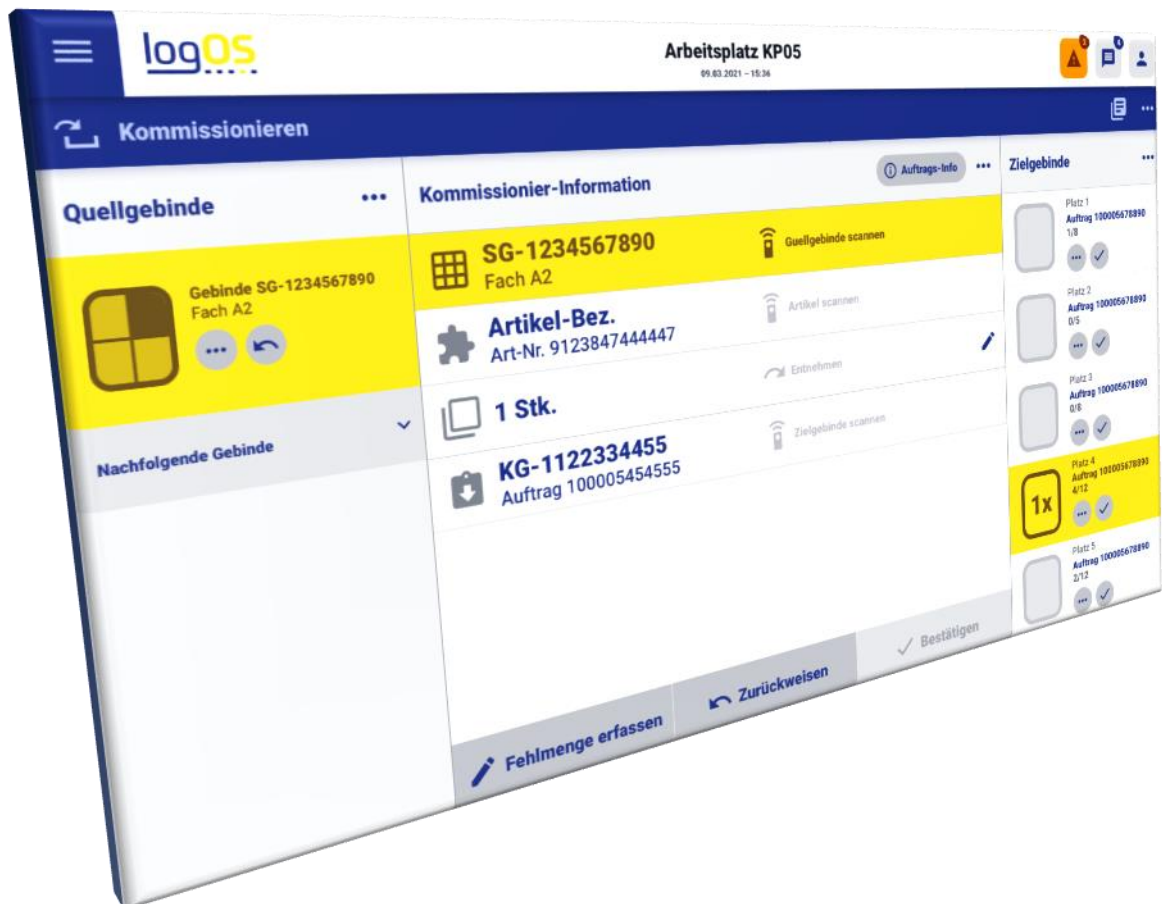 logOS
Arbeitsplatz KP05
09.03.2021 – 15:36
Kommissionieren
Quellgebinde
Gebinde SG-1234567890
Fach A2
Nachfolgende Gebinde
Kommissionier-Information
Auftrags-Info
SG-1234567890
Fach A2
Guellgebinde scannen
Artikel-Bez.
Art-Nr. 9123847444447
Artikel scannen
1 Stk.
Entnehmen
KG-1122334455
Auftrag 100005454555
Zielgebinde scannen
Fehlmenge erfassen
Zurückweisen
Bestätigen
Zielgebinde
Platz 1
Auftrag 100005678890
1/8
Platz 2
Auftrag 100005678890
0/5
Platz 3
Auftrag 100005678890
0/8
1x
Platz 4
Auftrag 100005678890
4/12
Platz 5
Auftrag 100005678890
2/12